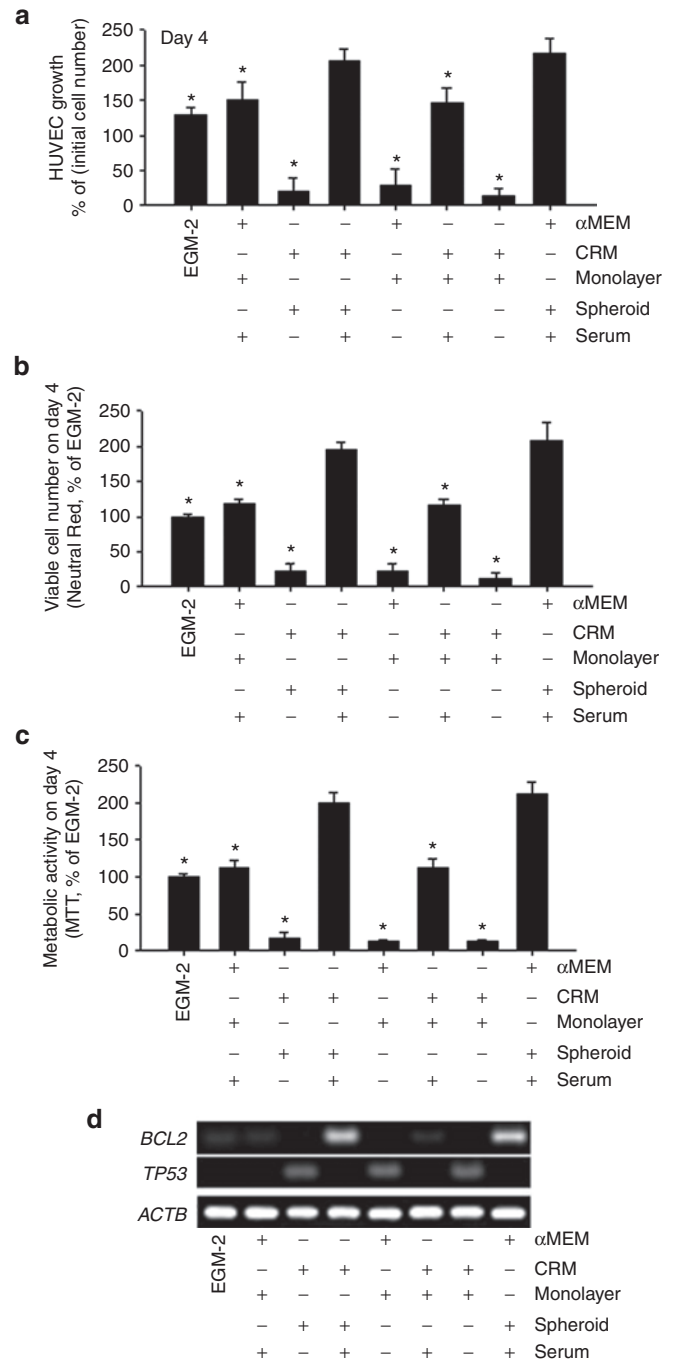 a
HUVEC growth
% of (initial cell number)
250
200
150
100
50
0
Day 4
* * * * * *
EGM-2
+ – – + – – + αMEM
– + + – + + – CRM
+ – – + + + – Monolayer
– + + – – – + Spheroid
+ – + – + – + Serum
b
Viable cell number on day 4
(Neutral Red, % of EGM-2)
250
200
150
100
50
0
* * * * * *
EGM-2
+ – – + – – + αMEM
– + + – + + – CRM
+ – – + + + – Monolayer
– + + – – – + Spheroid
+ – + – + – + Serum
c
Metabolic activity on day 4
(MTT, % of EGM-2)
250
200
150
100
50
0
* * * * * *
EGM-2
+ – – + – – + αMEM
– + + – + + – CRM
+ – – + + + – Monolayer
– + + – – – + Spheroid
+ – + – + – + Serum
d
BCL2
TP53
ACTB
EGM-2
+ – – + – – + αMEM
– + + – + + – CRM
+ – – + + + – Monolayer
– + + – – – + Spheroid
+ – + – + – + Serum